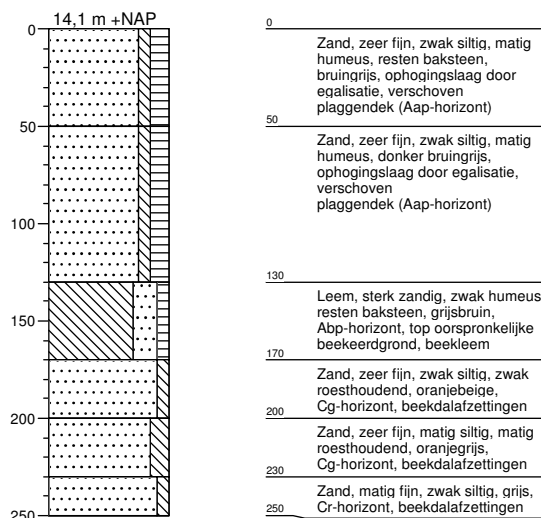 14,1 m +NAP
0
50
100
150
200
250
0
Zand, zeer fijn, zwak siltig, matig
humeus, resten baksteen,
bruingrijs, ophogingslaag door
egalisatie, verschoven
plaggendek (Aap-horizont)
50
Zand, zeer fijn, zwak siltig, matig
humeus, donker bruingrijs,
ophogingslaag door egalisatie,
verschoven
plaggendek (Aap-horizont)
130
Leem, sterk zandig, zwak humeus
resten baksteen, grijsbruin,
Abp-horizont, top oorspronkelijke
beekeerdgrond, beekleem
170
Zand, zeer fijn, zwak siltig, zwak
roesthoudend, oranjebeige,
Cg-horizont, beekdalafzettingen
200
Zand, zeer fijn, matig siltig, matig
roesthoudend, oranjegrijs,
Cg-horizont, beekdalafzettingen
230
Zand, matig fijn, zwak siltig, grijs,
Cr-horizont, beekdalafzettingen
250